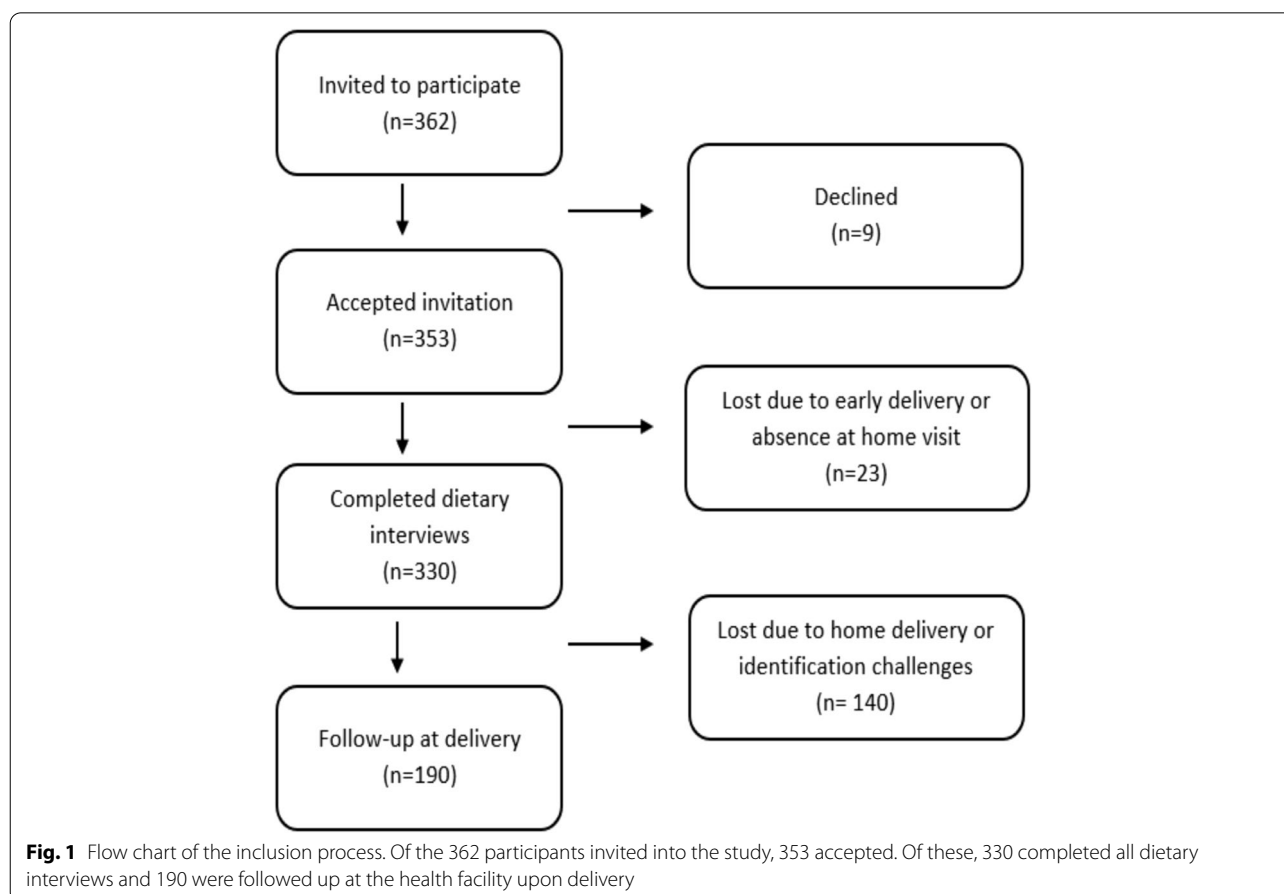 Invited to participate
(n=362)
Declined
(n=9)
Accepted invitation
(n=353)
Lost due to early delivery or
absence at home visit
(n=23)
Completed dietary
interviews
(n=330)
Lost due to home delivery or
identification challenges
(n= 140)
Follow-up at delivery
(n=190)
Fig. 1 Flow chart of the inclusion process. Of the 362 participants invited into the study, 353 accepted. Of these, 330 completed all dietary
interviews and 190 were followed up at the health facility upon delivery